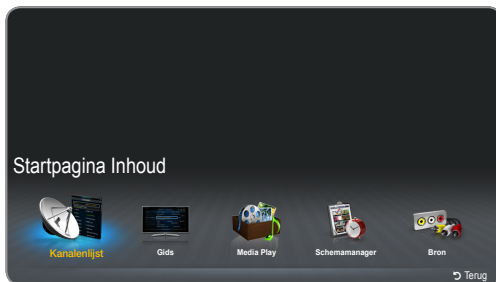 Startpagina Inhoud
Kanalenlijst Gids Media Play Schemamanager Bron
Terug